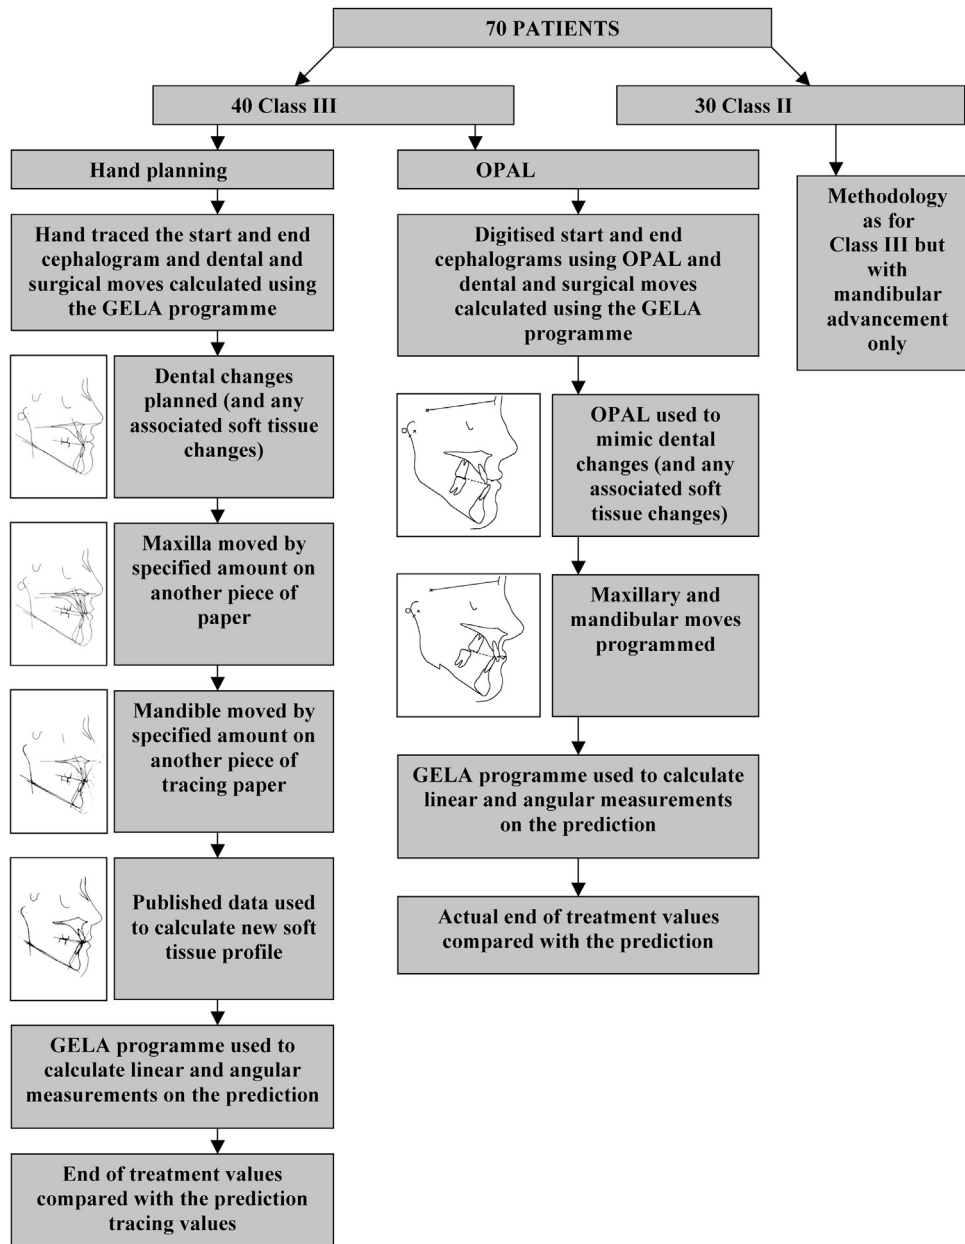 70 PATIENTS
40 Class III
30 Class II
Hand planning
OPAL
Methodology
as for
Class III but
with
mandibular
advancement
only
Hand traced the start and end
cephalogram and dental and
surgical moves calculated using
the GELA programme
Digitised start and end
cephalograms using OPAL and
dental and surgical moves
calculated using the GELA
programme
Dental changes
planned (and any
associated soft tissue
changes)
OPAL used to
mimic dental
changes (and any
associated soft
tissue changes)
Maxilla moved by
specified amount on
another piece of
paper
Maxillary and
mandibular moves
programmed
Mandible moved by
specified amount on
another piece of
tracing paper
GELA programme used to calculate
linear and angular measurements
on the prediction
Published data used
to calculate new soft
tissue profile
Actual end of treatment values
compared with the prediction
GELA programme used to
calculate linear and angular
measurements on the prediction
End of treatment values
compared with the prediction
tracing values